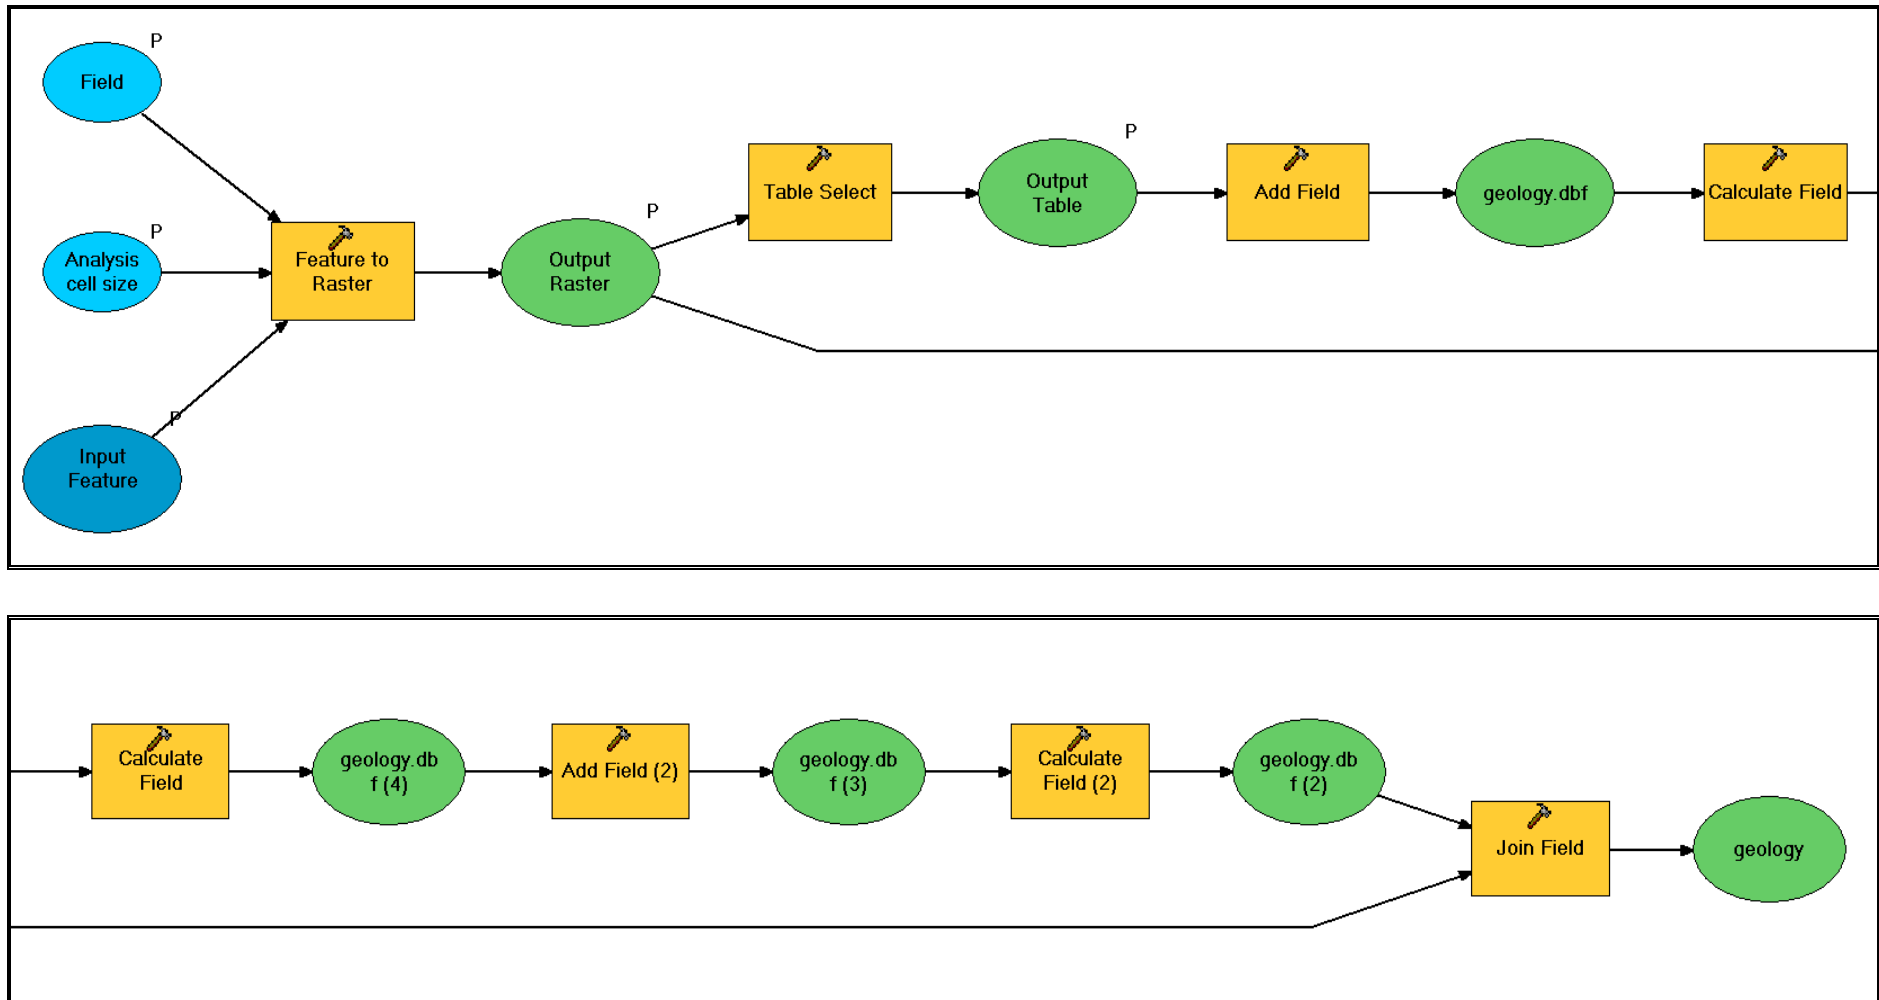 P
Field
P
Analysis
cell size
P
Input
Feature
Feature to
Raster
P
Output
Raster
Table Select
P
Output
Table
Add Field
geology.dbf
Calculate Field
Calculate
Field
geology.db
f (4)
Add Field (2)
geology.db
f (3)
Calculate
Field (2)
geology.db
f (2)
Join Field
geology